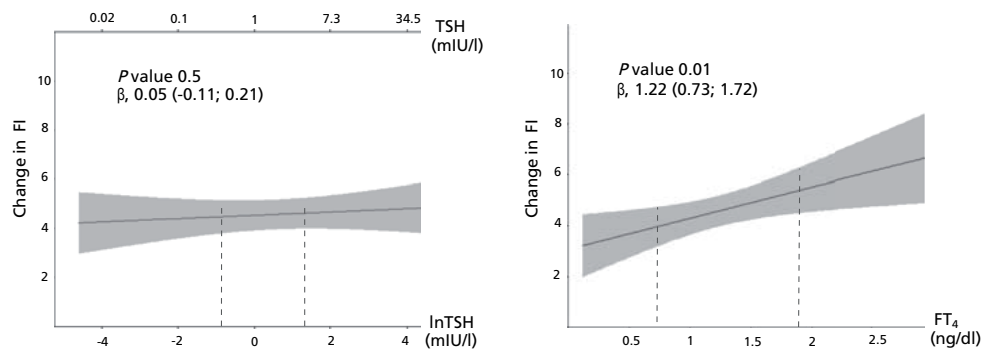 0.02 0.1 1 7.3 34.5 TSH
(mIU/l)
P value 0.5
β, 0.05 (-0.11; 0.21)
Change in FI
10
8
6
4
2
-4 -2 0 2 4
lnTSH
(mIU/l)
P value 0.01
β, 1.22 (0.73; 1.72)
Change in FI
10
8
6
4
2
0.5 1 1.5 2 2.5
FT4
(ng/dl)